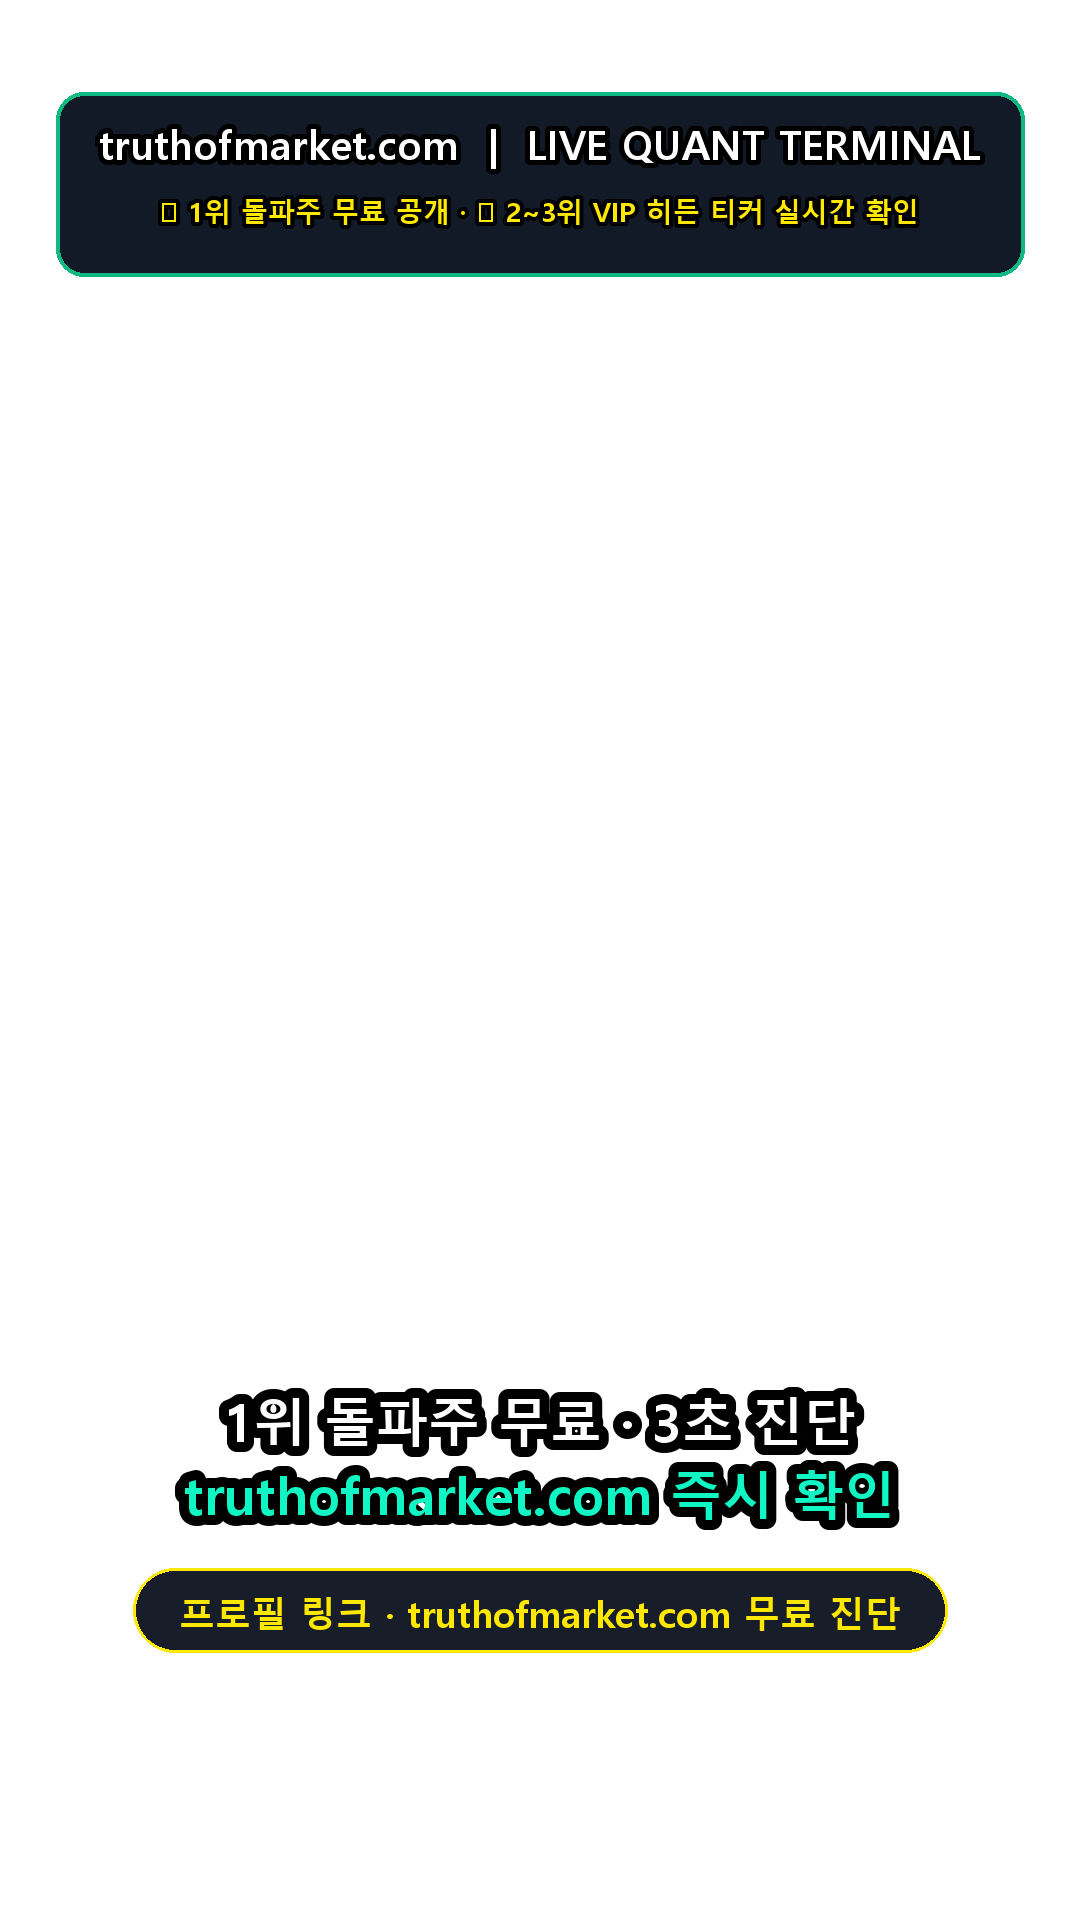 truthofmarket.com | LIVE QUANT TERMINAL
▯ 1위 돌파주 무료 공개 · ▯ 2~3위 VIP 히든 티커 실시간 확인
1위 돌파주 무료 • 3초 진단
truthofmarket.com 즉시 확인
프로필 링크 · truthofmarket.com 무료 진단